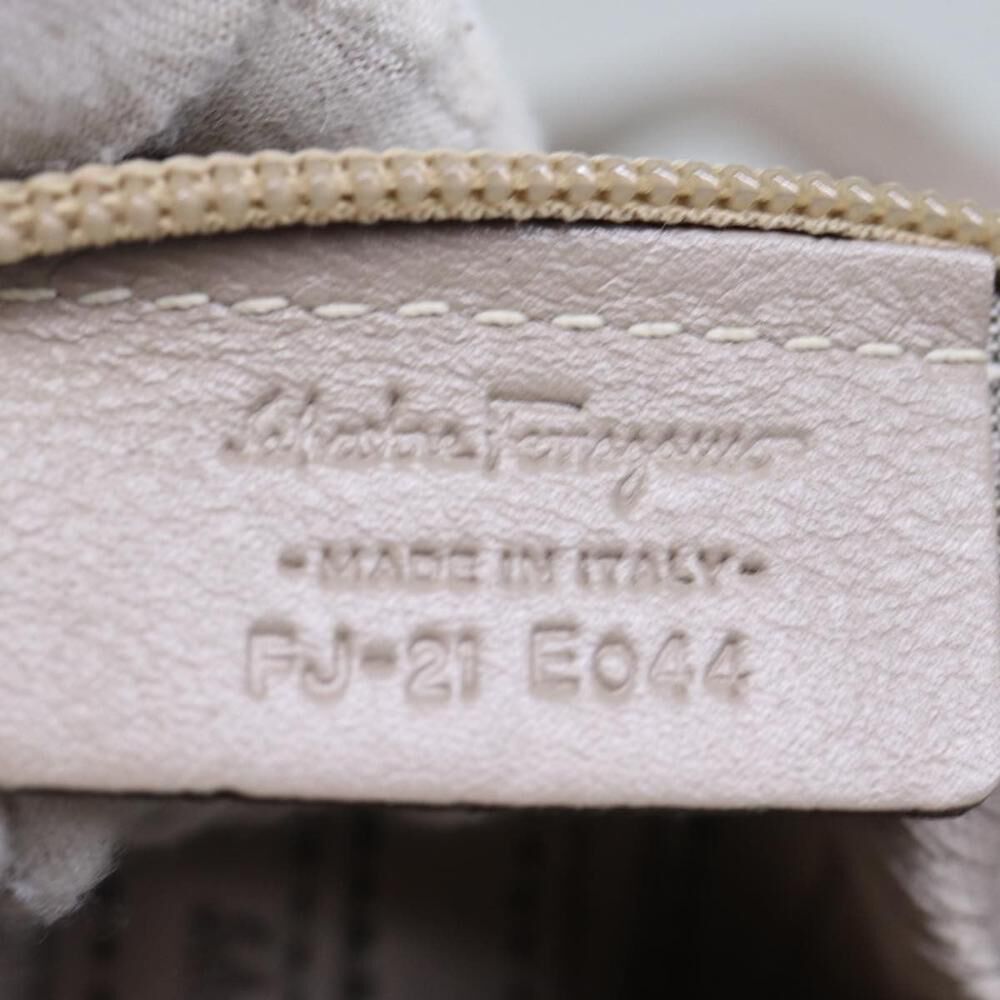 Salvatore Ferragamo
•MADE IN ITALY•
FJ-21 E044